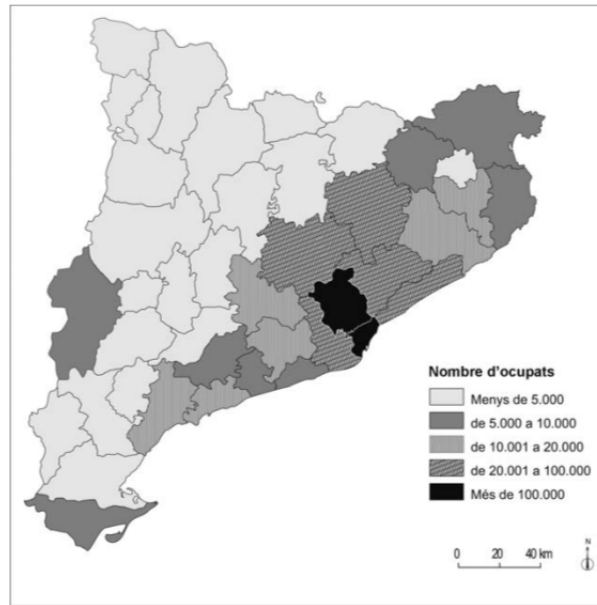 Nombre d'ocupats
Menys de 5.000
de 5.000 a 10.000
de 10.001 a 20.000
de 20.001 a 100.000
Més de 100.000
0 20 40 km
N